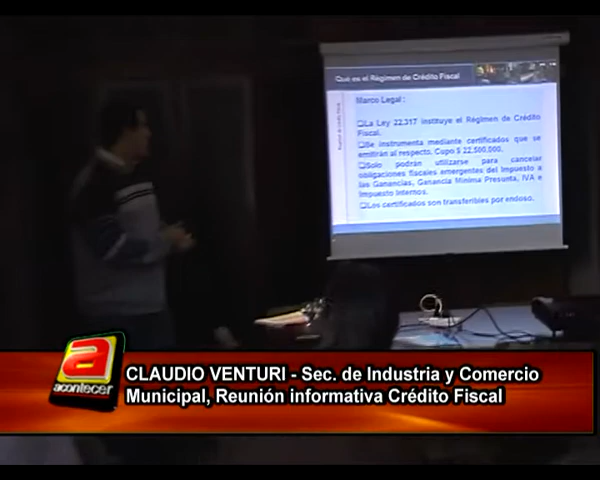 Qué es el Régimen de Crédito Fiscal
Marco Legal :
La Ley 22.317 instituye el Régimen de Crédito
Fiscal.
Se instrumenta mediante certificados que se
emitirán al respecto. Cupo $ 22.500.000.
Solo podrán utilizarse para cancelar
obligaciones fiscales emergentes del Impuesto a
las Ganancias, Ganancia Mínima Presunta, IVA e
Impuesto Internos.
Los certificados son transferibles por endoso.
a
acontecer
CLAUDIO VENTURI - Sec. de Industria y Comercio
Municipal, Reunión informativa Crédito Fiscal